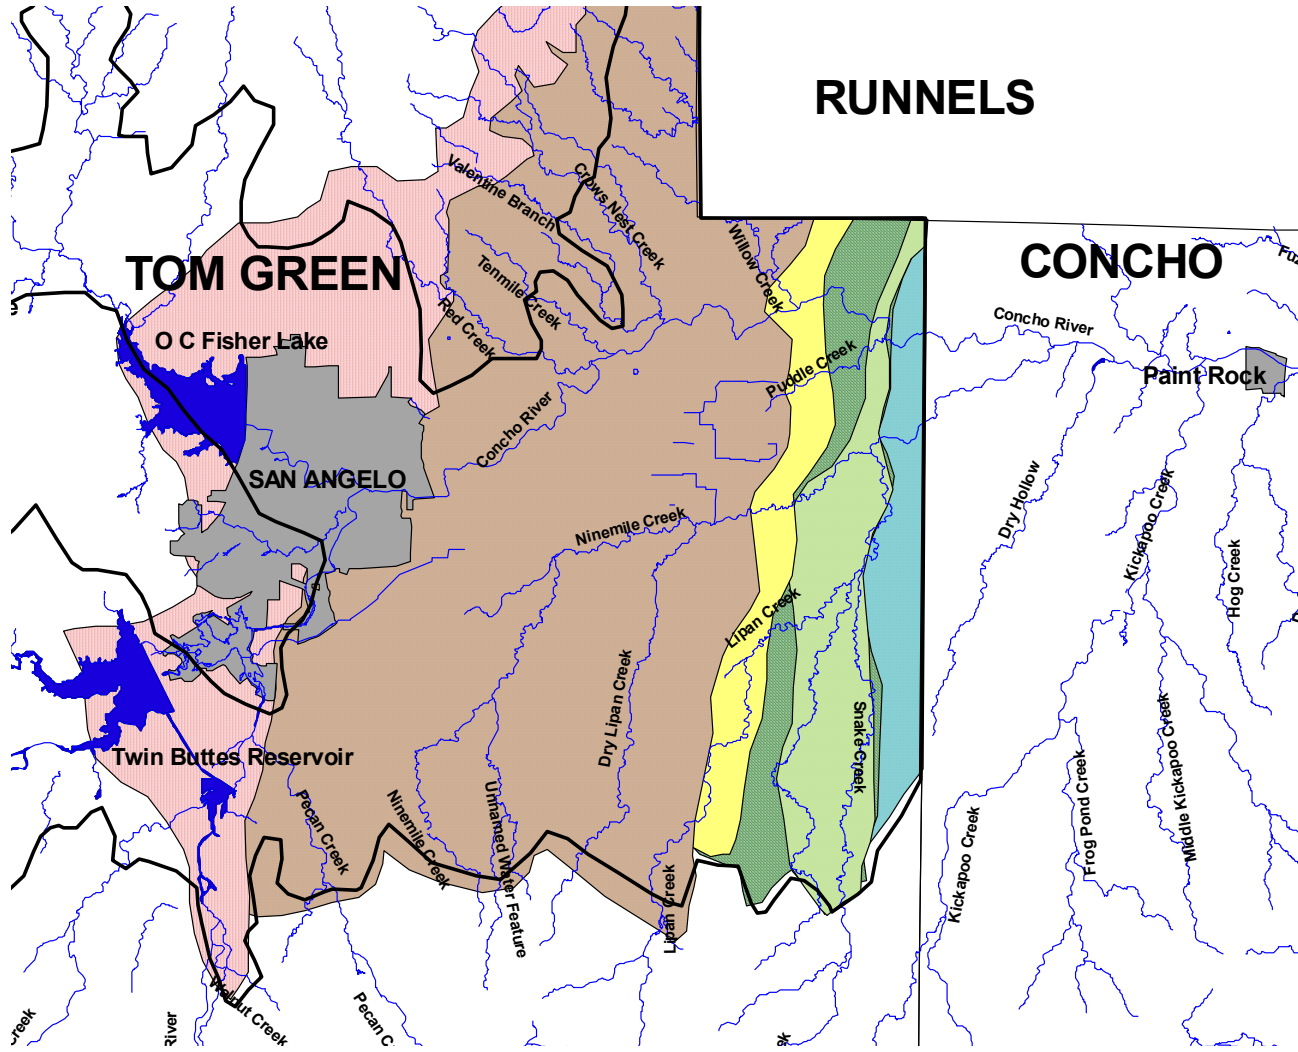 RUNNELS
Valentine Branch
Crows Nest Creek
Willow Creek
CONCHO
TOM GREEN
Tenmile Creek
Red Creek
Concho River
O C Fisher Lake
Puddle Creek
Paint Rock
Concho River
SAN ANGELO
Ninemile Creek
Dry Hollow
Kickapoo Creek
Hog Creek
Lipan Creek
Dry Lipan Creek
Snake Creek
Middle Kickapoo Creek
Twin Buttes Reservoir
Pecan Creek
Ninemile Creek
Unnamed Water Feature
Frog Pond Creek
Kickapoo Creek
Lipan Creek
Walnut Creek
Creek
River
Pecan C